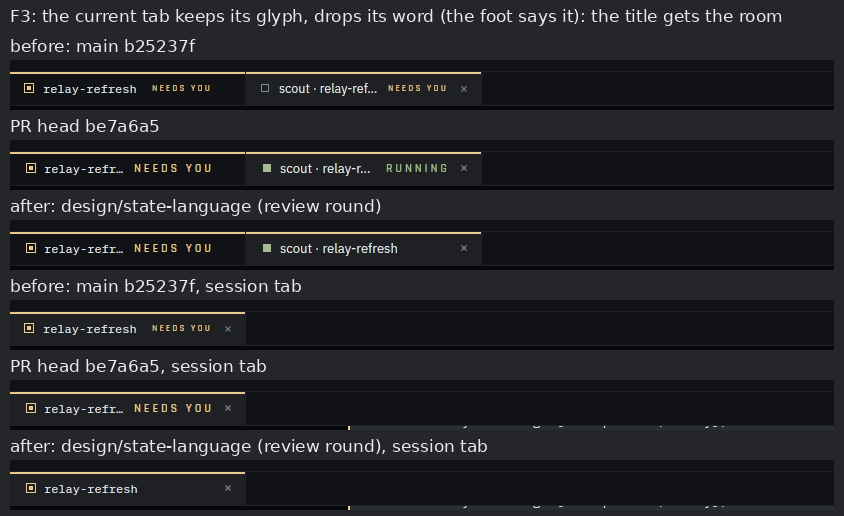 F3: the current tab keeps its glyph, drops its word (the foot says it): the title gets the room
before: main b25237f
relay-refresh NEEDS YOU scout · relay-ref… NEEDS YOU ×
PR head be7a6a5
relay-refr… NEEDS YOU scout · relay-r… RUNNING ×
after: design/state-language (review round)
relay-refr… NEEDS YOU scout · relay-refresh ×
before: main b25237f, session tab
relay-refresh NEEDS YOU ×
PR head be7a6a5, session tab
relay-refr… NEEDS YOU ×
after: design/state-language (review round), session tab
relay-refresh ×